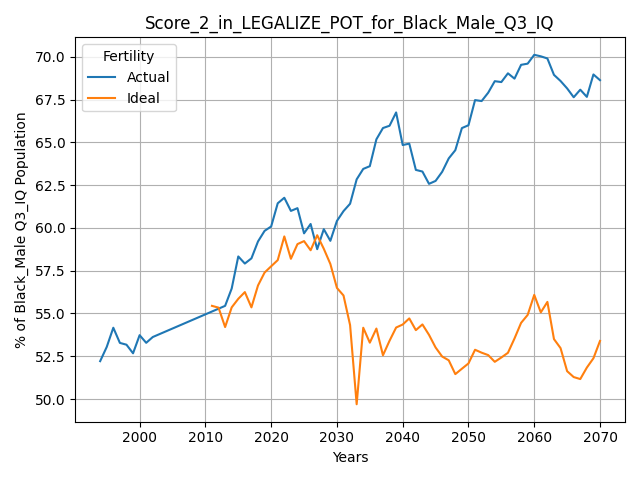 Score_2_in_LEGALIZE_POT_for_Black_Male_Q3_IQ
Fertility
Actual
Ideal
% of Black_Male Q3_IQ Population
70.0
67.5
65.0
62.5
60.0
57.5
55.0
52.5
50.0
2000 2010 2020 2030 2040 2050 2060 2070
Years